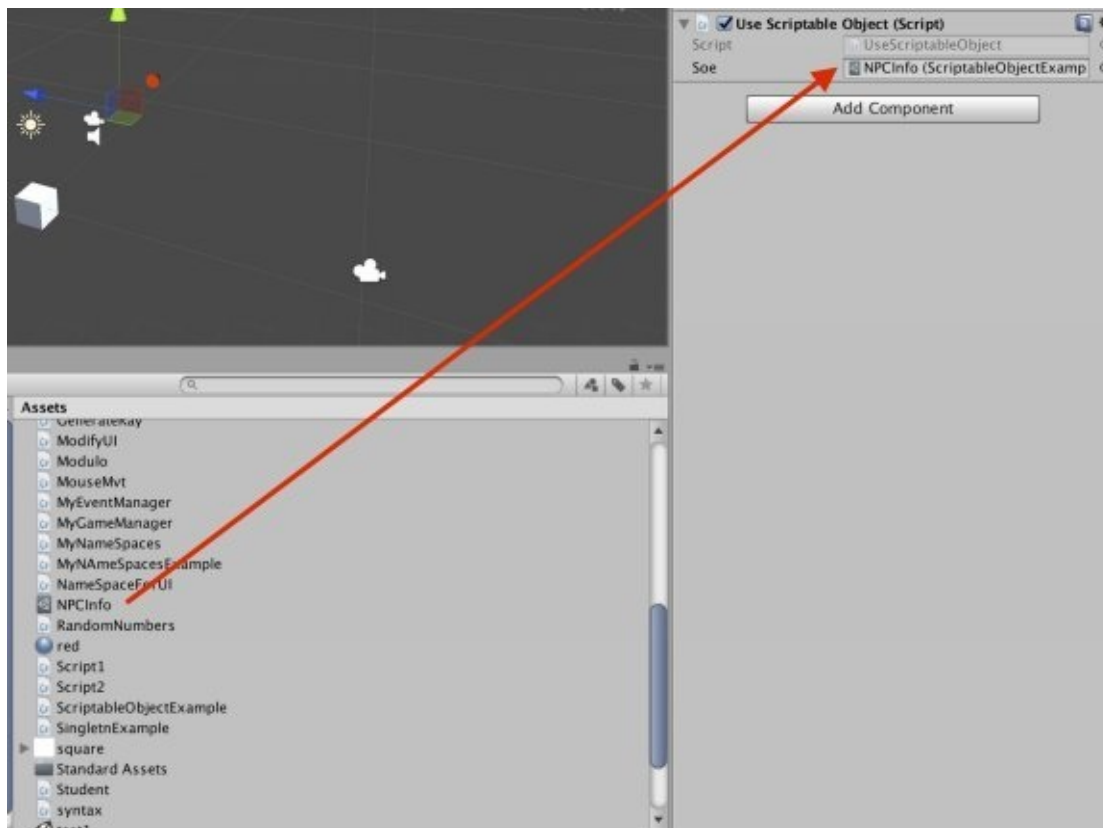 Use Scriptable Object (Script)
Script UseScriptableObject
Soe NPCInfo (ScriptableObjectExamp
Add Component
Assets
GenerateKay
ModifyUI
Modulo
MouseMvt
MyEventManager
MyGameManager
MyNameSpaces
MyNAmeSpacesExample
NameSpaceForUI
NPCInfo
RandomNumbers
red
Script1
Script2
ScriptableObjectExample
SingletnExample
square
Standard Assets
Student
syntax